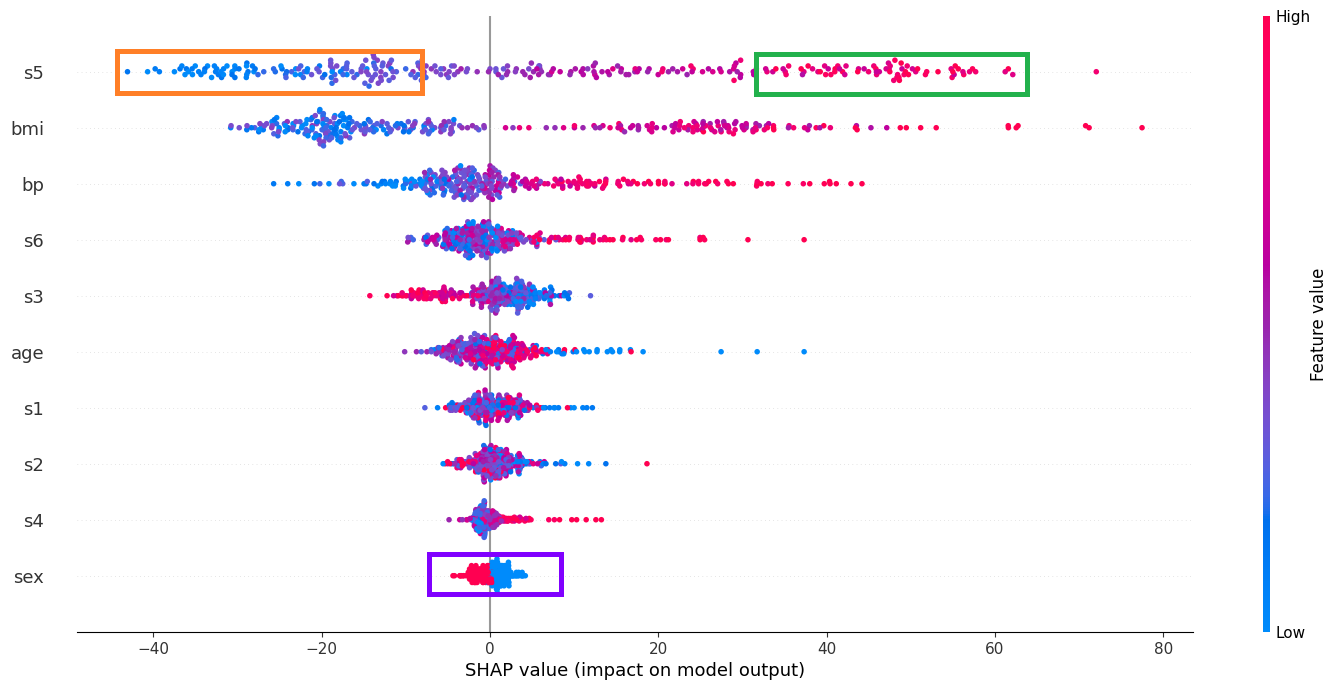 High
s5
bmi
bp
s6
s3
age
s1
s2
s4
sex
Feature value
Low
−40 −20 0 20 40 60 80
SHAP value (impact on model output)